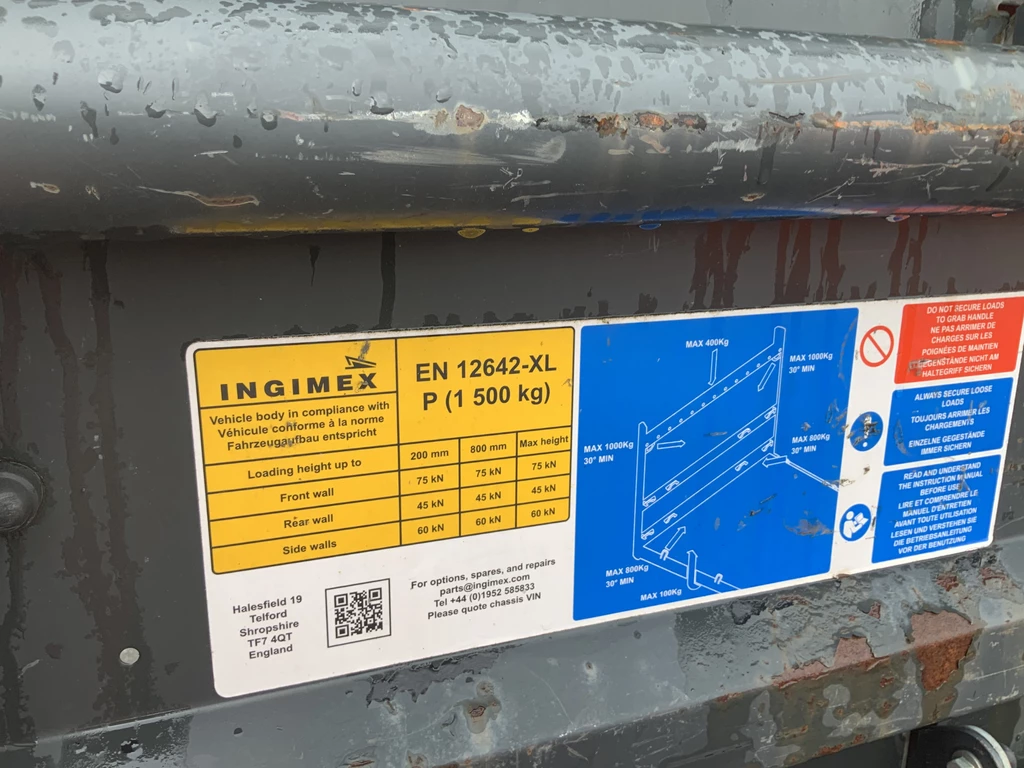 INGIMEX
Vehicle body in compliance with
Véhicule conforme à la norme
Fahrzeugaufbau entspricht
EN 12642-XL
P (1 500 kg)
Loading height up to 200 mm 800 mm Max height
Front wall 75 kN 75 kN 75 kN
Rear wall 45 kN 45 kN 45 kN
Side walls 60 kN 60 kN 60 kN
Halesfield 19
Telford
Shropshire
TF7 4QT
England
For options, spares, and repairs
parts@ingimex.com
Tel +44 (0)1952 585833
Please quote chassis VIN
MAX 400Kg
MAX 1000Kg
30° MIN
MAX 1000Kg
30° MIN
MAX 800Kg
30° MIN
MAX 800Kg
30° MIN
MAX 100Kg
DO NOT SECURE LOADS
TO GRAB HANDLE
NE PAS ARRIMER DE
CHARGES SUR LES
POIGNÉES DE MAINTIEN
GEGENSTÄNDE NICHT AM
HALTEGRIFF SICHERN
ALWAYS SECURE LOOSE
LOADS
TOUJOURS ARRIMER LES
CHARGEMENTS
EINZELNE GEGESTÄNDE
IMMER SICHERN
READ AND UNDERSTAND
THE INSTRUCTION MANUAL
BEFORE USE
LIRE ET COMPRENDRE LE
MANUEL D'ENTRETIEN
AVANT TOUTE UTILISATION
LESEN UND VERSTEHEN SIE
DIE BETRIEBSANLEITUNG
VOR DER BENUTZUNG